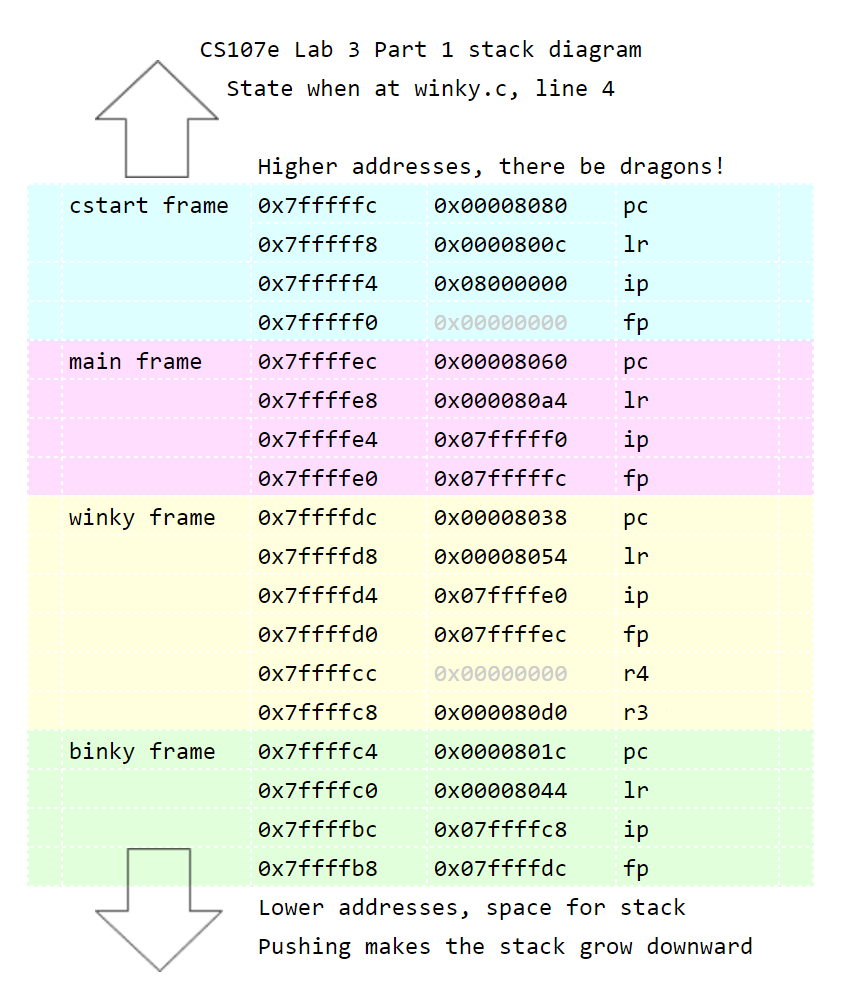 CS107e Lab 3 Part 1 stack diagram
State when at winky.c, line 4
Higher addresses, there be dragons!
cstart frame 0x7fffffc 0x00008080 pc
0x7fffff8 0x0000800c lr
0x7fffff4 0x08000000 ip
0x7fffff0 0x00000000 fp
main frame 0x7ffffec 0x00008060 pc
0x7ffffe8 0x000080a4 lr
0x7ffffe4 0x07fffff0 ip
0x7ffffe0 0x07fffffc fp
winky frame 0x7ffffdc 0x00008038 pc
0x7ffffd8 0x00008054 lr
0x7ffffd4 0x07ffffe0 ip
0x7ffffd0 0x07ffffec fp
0x7ffffcc 0x00000000 r4
0x7ffffc8 0x000080d0 r3
binky frame 0x7ffffc4 0x0000801c pc
0x7ffffc0 0x00008044 lr
0x7ffffbc 0x07ffffc8 ip
0x7ffffb8 0x07ffffdc fp
Lower addresses, space for stack
Pushing makes the stack grow downward